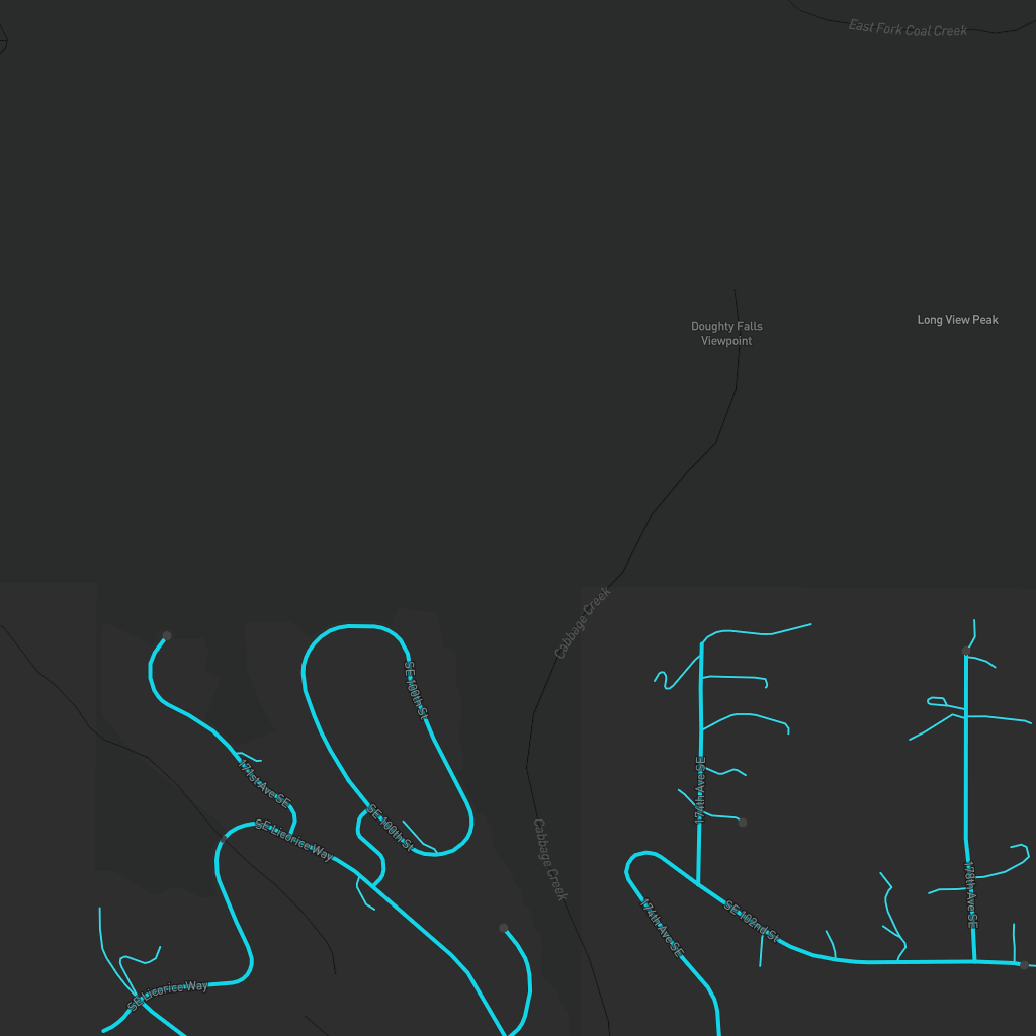 East Fork Coal Creek
Long View Peak
Doughty Falls
Viewpoint
Cabbage Creek
SE 100th St
171st Ave SE
174th Ave SE
SE 100th St
SE Licorice Way
Cabbage Creek
178th Ave SE
174th Ave SE
SE 102nd St
SE Licorice Way